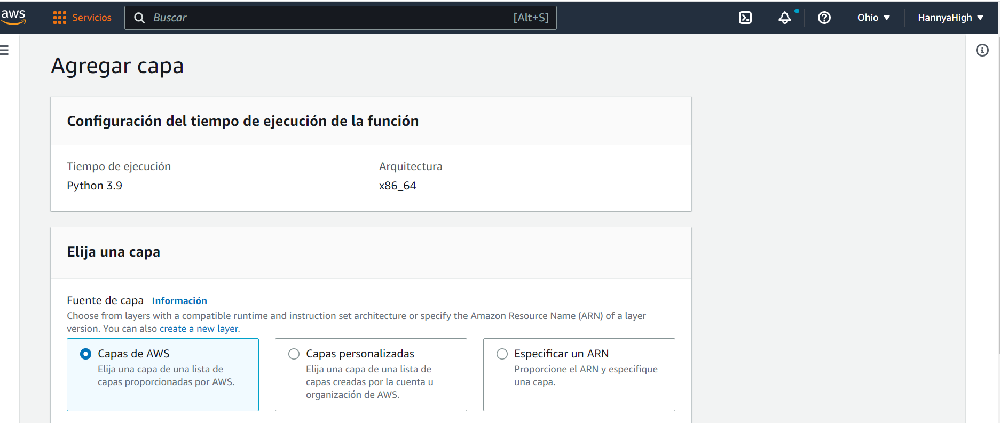 aws
Servicios
Buscar
[Alt+S]
Ohio
HannyaHigh
Agregar capa
Configuración del tiempo de ejecución de la función
Tiempo de ejecución
Python 3.9
Arquitectura
x86_64
Elija una capa
Fuente de capa Información
Choose from layers with a compatible runtime and instruction set architecture or specify the Amazon Resource Name (ARN) of a layer
version. You can also create a new layer.
Capas de AWS
Elija una capa de una lista de
capas proporcionadas por AWS.
Capas personalizadas
Elija una capa de una lista de
capas creadas por la cuenta u
organización de AWS.
Especificar un ARN
Proporcione el ARN y especifique
una capa.